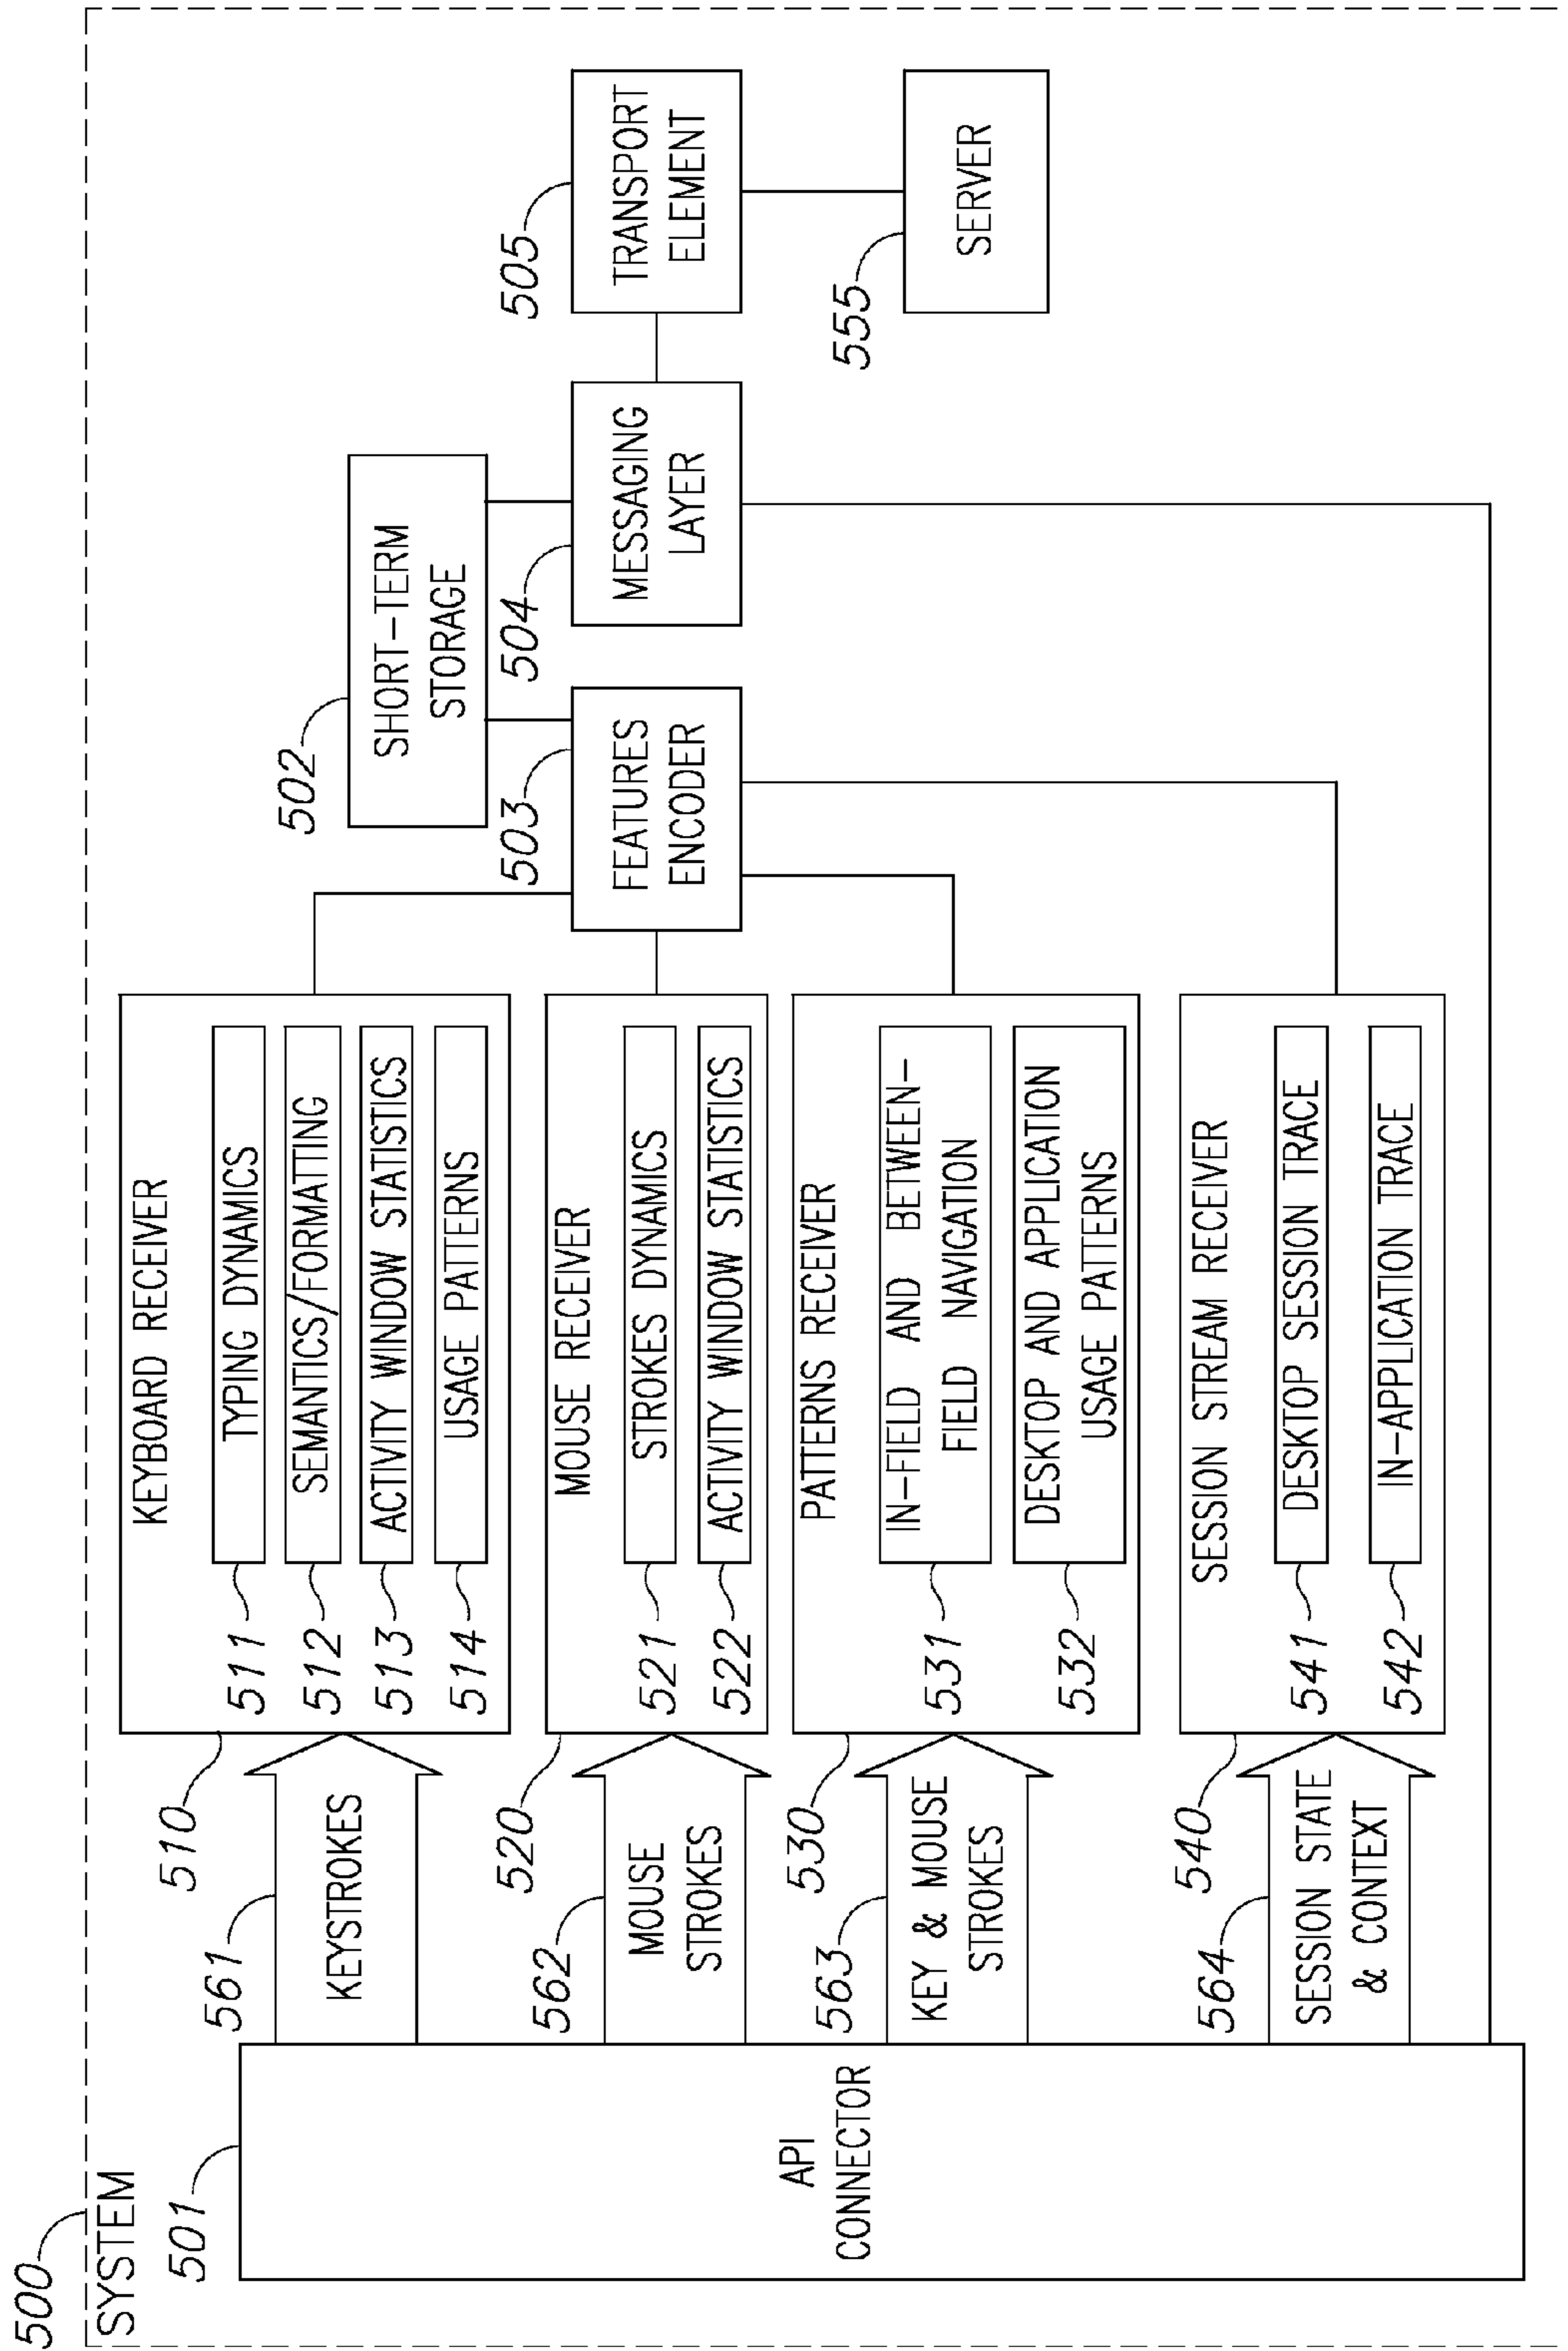 500
SYSTEM
501
API
CONNECTOR
561
KEYSTROKES
562
MOUSE
STROKES
563
KEY & MOUSE
STROKES
564
SESSION STATE
& CONTEXT
510
KEYBOARD RECEIVER
511
TYPING DYNAMICS
512
SEMANTICS/FORMATTING
513
ACTIVITY WINDOW STATISTICS
514
USAGE PATTERNS
520
MOUSE RECEIVER
521
STROKES DYNAMICS
522
ACTIVITY WINDOW STATISTICS
530
PATTERNS RECEIVER
531
IN-FIELD AND BETWEEN-
FIELD NAVIGATION
532
DESKTOP AND APPLICATION
USAGE PATTERNS
540
SESSION STREAM RECEIVER
541
DESKTOP SESSION TRACE
542
IN-APPLICATION TRACE
502
SHORT-TERM
STORAGE
503
FEATURES
ENCODER
504
MESSAGING
LAYER
505
TRANSPORT
ELEMENT
555
SERVER